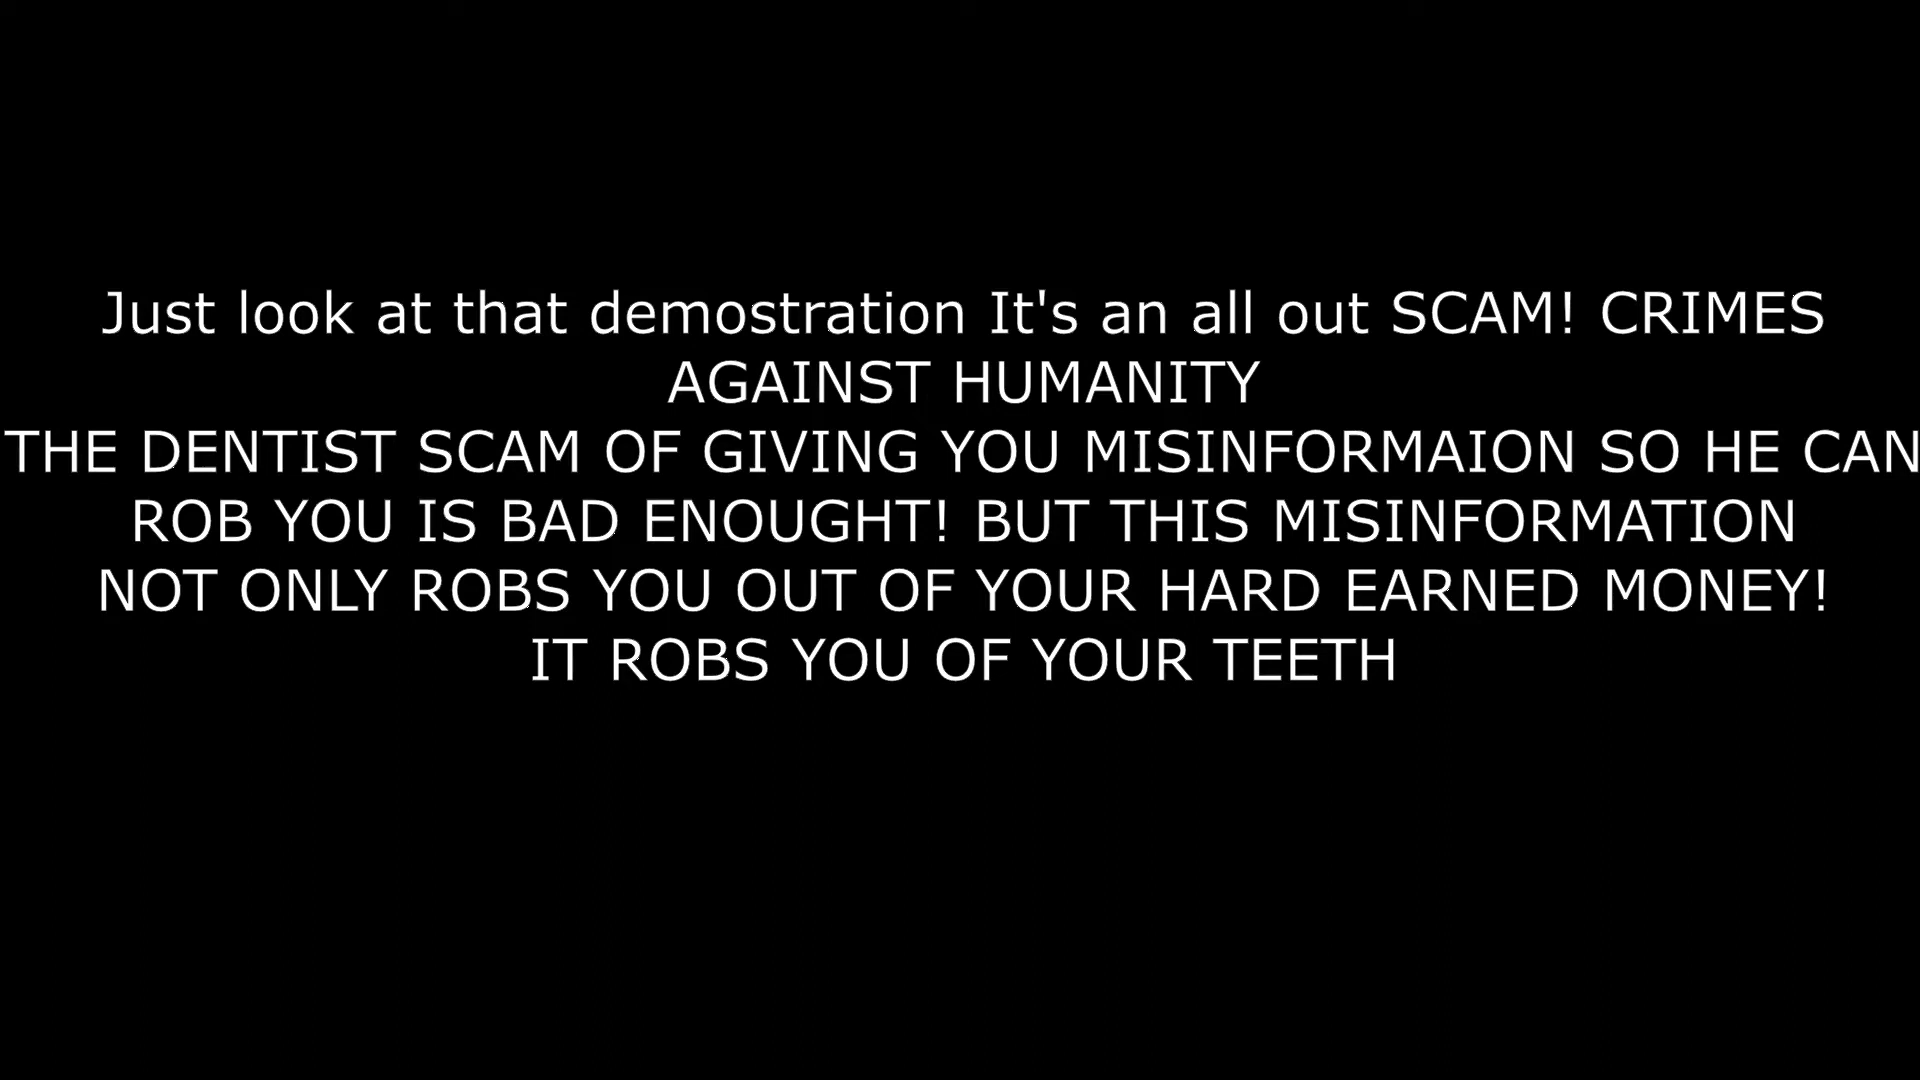 Just look at that demostration It's an all out SCAM! CRIMES
AGAINST HUMANITY
THE DENTIST SCAM OF GIVING YOU MISINFORMAION SO HE CAN
ROB YOU IS BAD ENOUGHT! BUT THIS MISINFORMATION
NOT ONLY ROBS YOU OUT OF YOUR HARD EARNED MONEY!
IT ROBS YOU OF YOUR TEETH